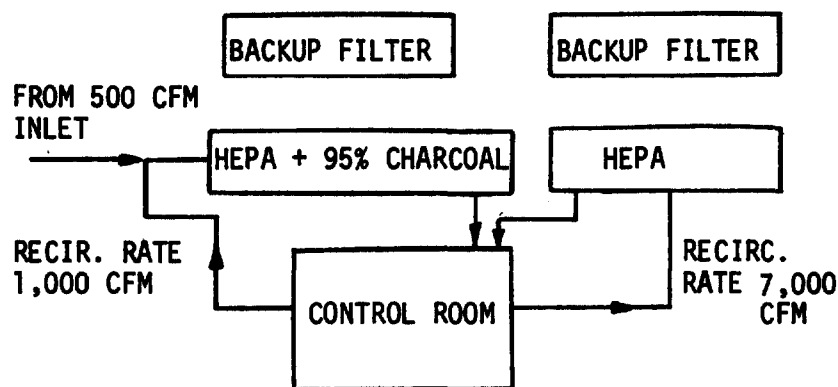 BACKUP FILTER
BACKUP FILTER
FROM 500 CFM
INLET
HEPA + 95% CHARCOAL
HEPA
RECIR. RATE
1,000 CFM
CONTROL ROOM
RECIRC.
RATE 7,000
CFM